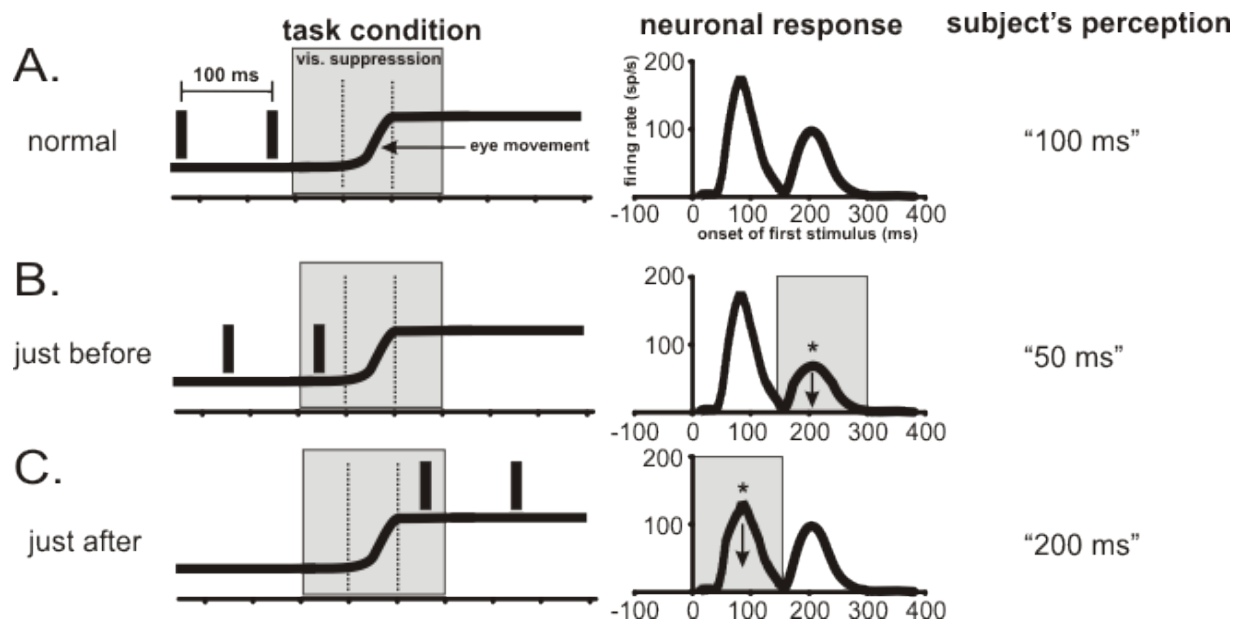 task condition
neuronal response
subject's perception
A.
normal
100 ms
vis. suppresssion
eye movement
firing rate (sp/s)
200
100
-100 0 100 200 300 400
onset of first stimulus (ms)
“100 ms”
B.
just before
200
100
*
-100 0 100 200 300 400
“50 ms”
C.
just after
200
100
*
-100 0 100 200 300 400
“200 ms”